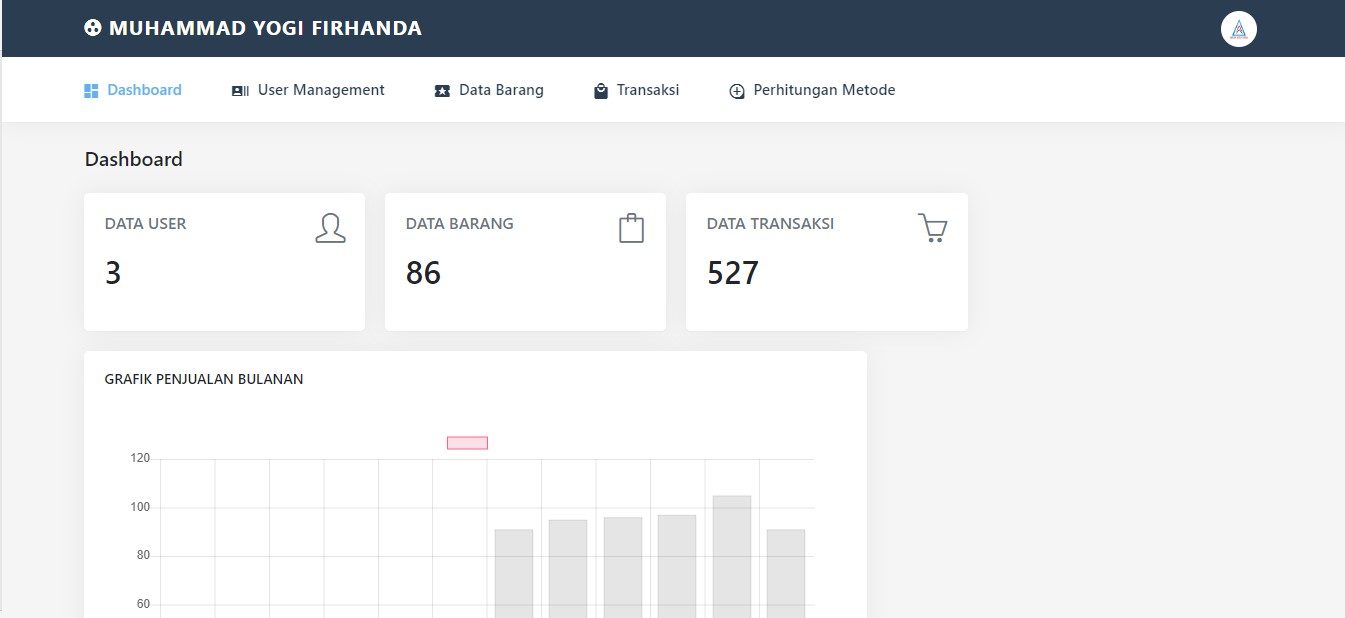 MUHAMMAD YOGI FIRHANDA
Dashboard User Management Data Barang Transaksi Perhitungan Metode
Dashboard
DATA USER DATA BARANG DATA TRANSAKSI
3 86 527
GRAFIK PENJUALAN BULANAN
120
100
80
60